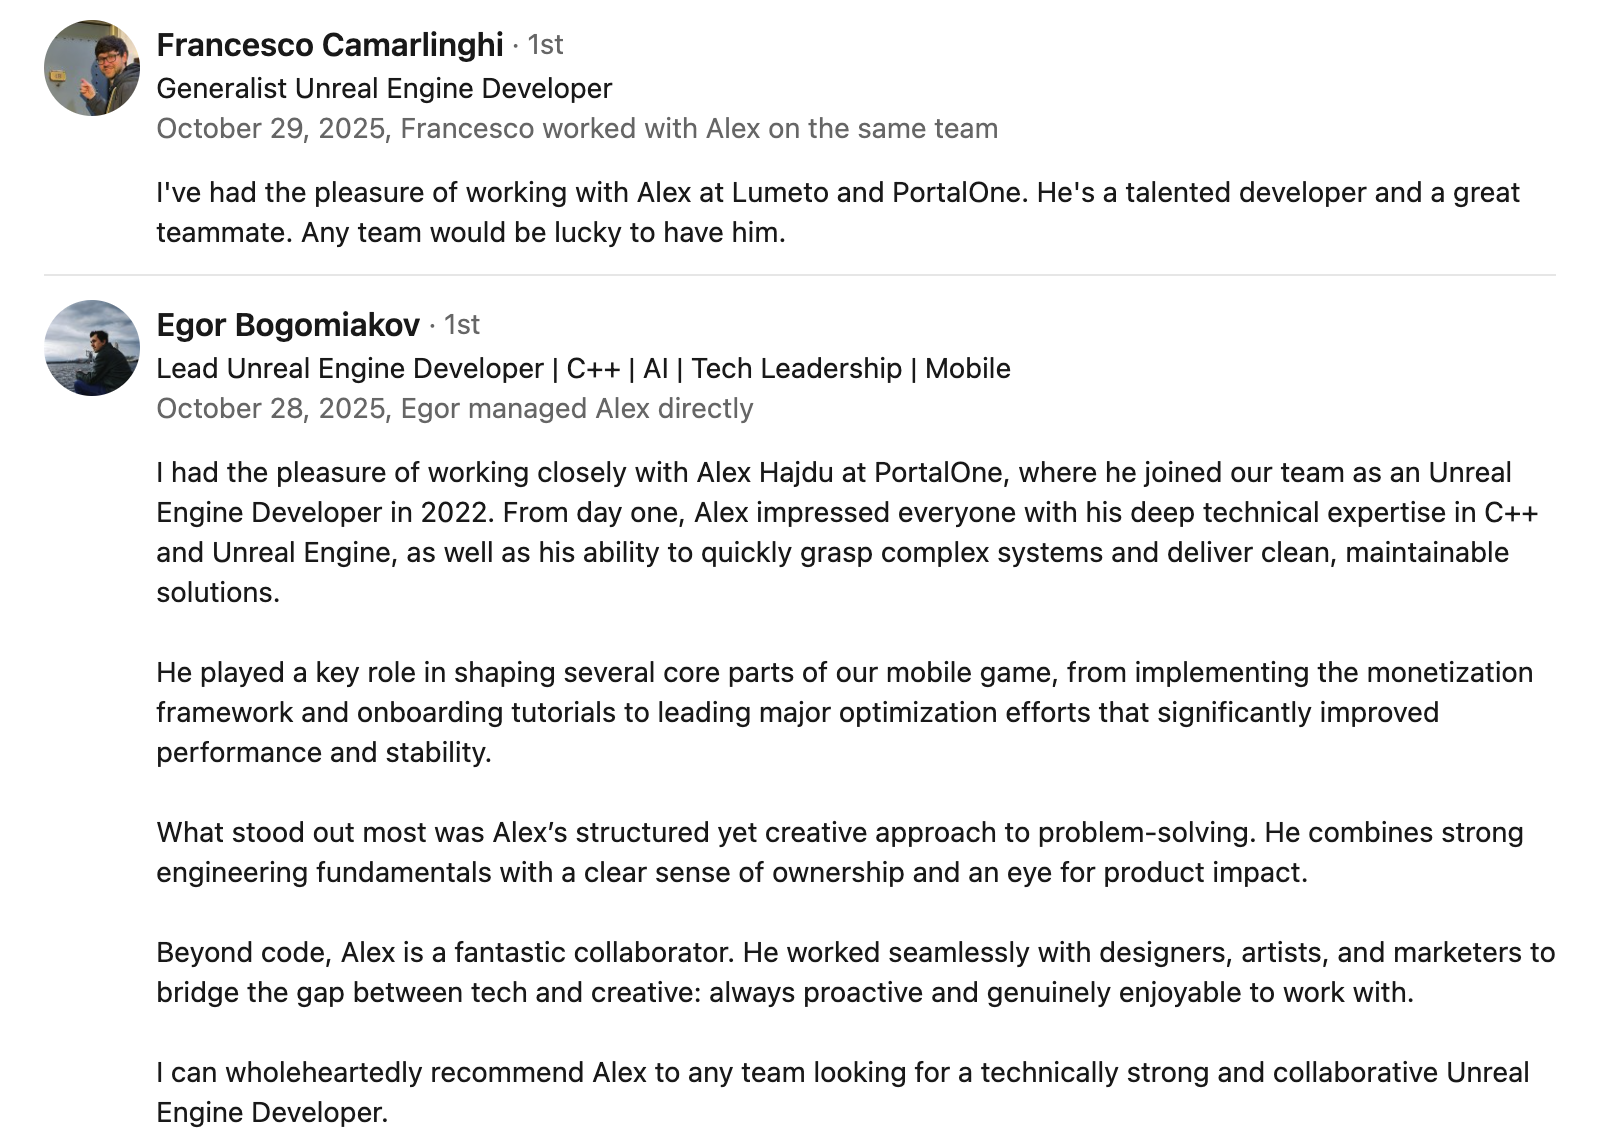 Francesco Camarlinghi · 1st
Generalist Unreal Engine Developer
October 29, 2025, Francesco worked with Alex on the same team
I've had the pleasure of working with Alex at Lumeto and PortalOne. He's a talented developer and a great
teammate. Any team would be lucky to have him.
Egor Bogomiakov · 1st
Lead Unreal Engine Developer | C++ | AI | Tech Leadership | Mobile
October 28, 2025, Egor managed Alex directly
I had the pleasure of working closely with Alex Hajdu at PortalOne, where he joined our team as an Unreal
Engine Developer in 2022. From day one, Alex impressed everyone with his deep technical expertise in C++
and Unreal Engine, as well as his ability to quickly grasp complex systems and deliver clean, maintainable
solutions.
He played a key role in shaping several core parts of our mobile game, from implementing the monetization
framework and onboarding tutorials to leading major optimization efforts that significantly improved
performance and stability.
What stood out most was Alex’s structured yet creative approach to problem-solving. He combines strong
engineering fundamentals with a clear sense of ownership and an eye for product impact.
Beyond code, Alex is a fantastic collaborator. He worked seamlessly with designers, artists, and marketers to
bridge the gap between tech and creative: always proactive and genuinely enjoyable to work with.
I can wholeheartedly recommend Alex to any team looking for a technically strong and collaborative Unreal
Engine Developer.